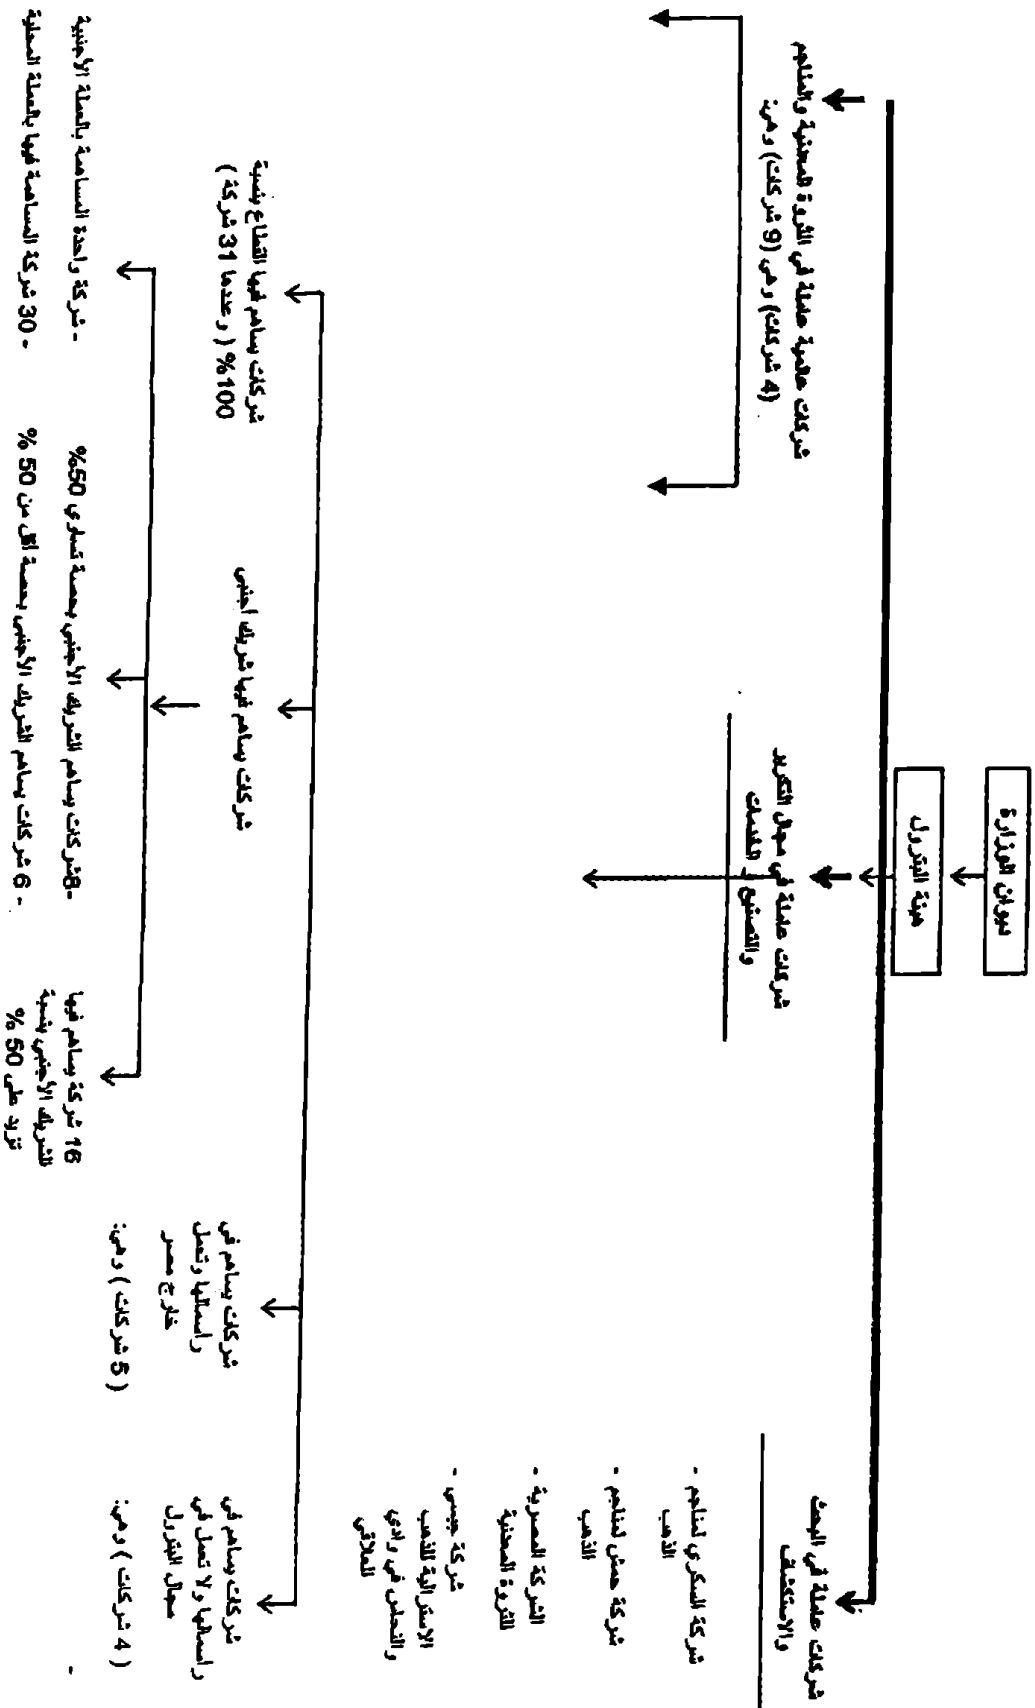 ديوان الوزارة
هيئة البترول
شركات عاملة في البحث
والاستكشاف
شركات عاملة في مجال التكرير
والتصنيع والخدمات
شركات عالمية عاملة في الثروة المعدنية والمناجم
(4 شركات) وهى (9 شركات) وهى:
- شركة السكري لمناجم
الذهب
- شركة حمش لمناجم
الذهب
- الشركة المصرية
للثروة المعدنية
- شركة جيبسى
الاسترالية للذهب
والنحاس في وادي
العلاقي
شركات يساهم فيها القطاع بنسبة
100% ( وعددها 31 شركة )
شركات يساهم فيها شريك أجنبي
شركات يساهم في
رأسمالها وتعمل
خارج مصر
( 5 شركات ) وهي:
شركات يساهم في
رأسمالها ولا تعمل في
مجال البترول
( 4 شركات ) وهي:
- شركة واحدة المساهمة بالعملة الأجنبية
- 30 شركة المساهمة فيها بالعملة المحلية
-8شركات يساهم الشريك الأجنبي بحصة تساوي 50%
- 6 شركات يساهم الشريك الأجنبي بحصة أقل من 50 %
16 شركة يساهم فيها
الشريك الأجنبي بنسبة
تزيد على 50 %
-